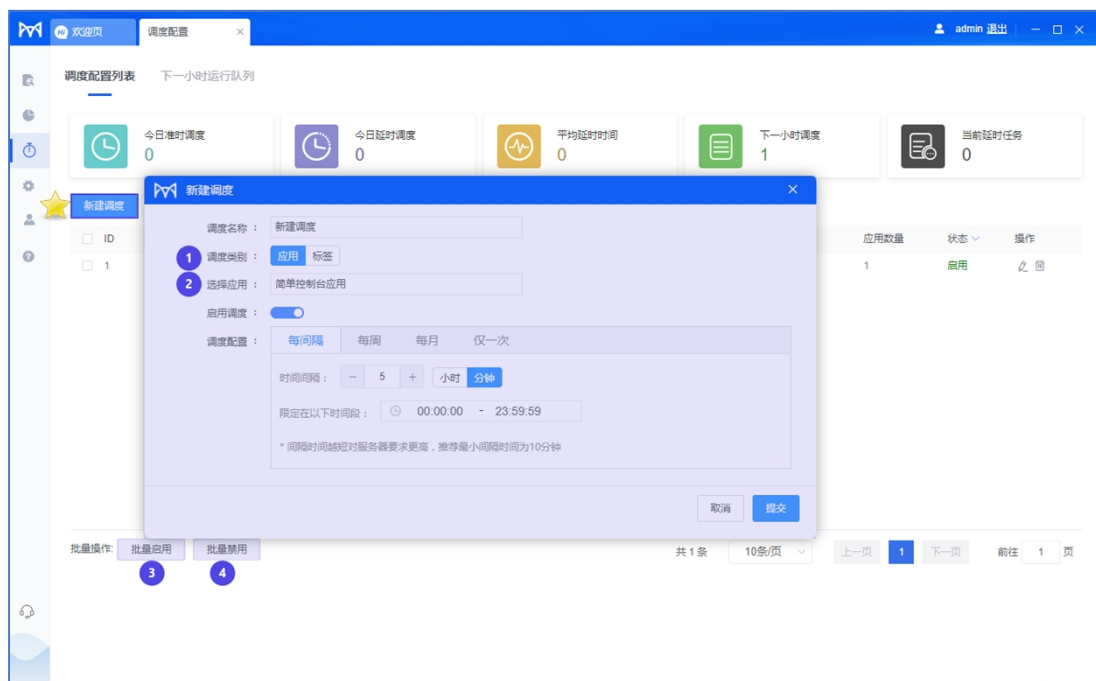 Hi 欢迎页 调度配置 × admin 退出
调度配置列表 下一小时运行队列
今日准时调度 今日延时调度 平均延时时间 下一小时调度 当前延时任务
0 0 0 1 0
新建调度
新建调度
ID 应用数量 状态 操作
1 1 启用
调度名称 : 新建调度
1 调度类别 : 应用 标签
2 选择应用 : 简单控制台应用
启用调度 :
调度配置 : 每间隔 每周 每月 仅一次
时间间隔 : − 5 + 小时 分钟
限定在以下时间段 : 00:00:00 - 23:59:59
* 间隔时间越短对服务器要求更高，推荐最小间隔时间为10分钟
取消 提交
批量操作: 批量启用 批量禁用 共 1 条 10条/页 上一页 1 下一页 前往 1 页
3 4